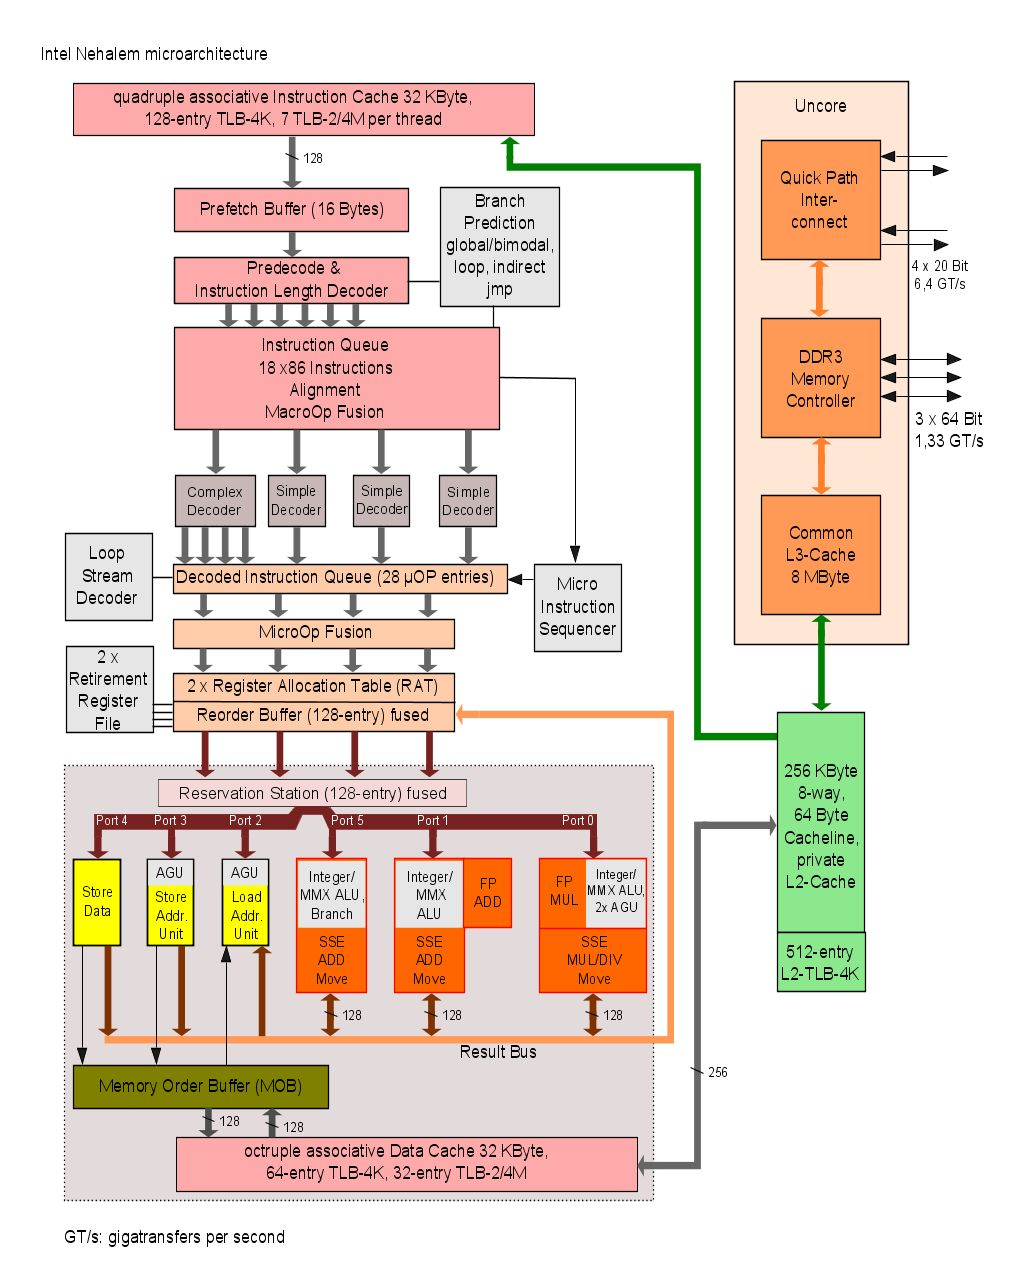 Intel Nehalem microarchitecture
quadruple associative Instruction Cache 32 KByte,
128-entry TLB-4K, 7 TLB-2/4M per thread
128
Prefetch Buffer (16 Bytes)
Predecode &
Instruction Length Decoder
Branch
Prediction
global/bimodal,
loop, indirect
jmp
Instruction Queue
18 x86 Instructions
Alignment
MacroOp Fusion
Complex
Decoder
Simple
Decoder
Simple
Decoder
Simple
Decoder
Loop
Stream
Decoder
Decoded Instruction Queue (28 µOP entries)
Micro
Instruction
Sequencer
MicroOp Fusion
2 x
Retirement
Register
File
2 x Register Allocation Table (RAT)
Reorder Buffer (128-entry) fused
Reservation Station (128-entry) fused
Port 4
Port 3
Port 2
Port 5
Port 1
Port 0
Store
Data
AGU
Store
Addr.
Unit
AGU
Load
Addr.
Unit
Integer/
MMX ALU,
Branch
SSE
ADD
Move
Integer/
MMX
ALU
FP
ADD
SSE
ADD
Move
FP
MUL
Integer/
MMX ALU,
2x AGU
SSE
MUL/DIV
Move
128
128
128
Result Bus
Memory Order Buffer (MOB)
128
128
octruple associative Data Cache 32 KByte,
64-entry TLB-4K, 32-entry TLB-2/4M
256
Uncore
Quick Path
Inter-
connect
4 x 20 Bit
6,4 GT/s
DDR3
Memory
Controller
3 x 64 Bit
1,33 GT/s
Common
L3-Cache
8 MByte
256 KByte
8-way,
64 Byte
Cacheline,
private
L2-Cache
512-entry
L2-TLB-4K
GT/s: gigatransfers per second